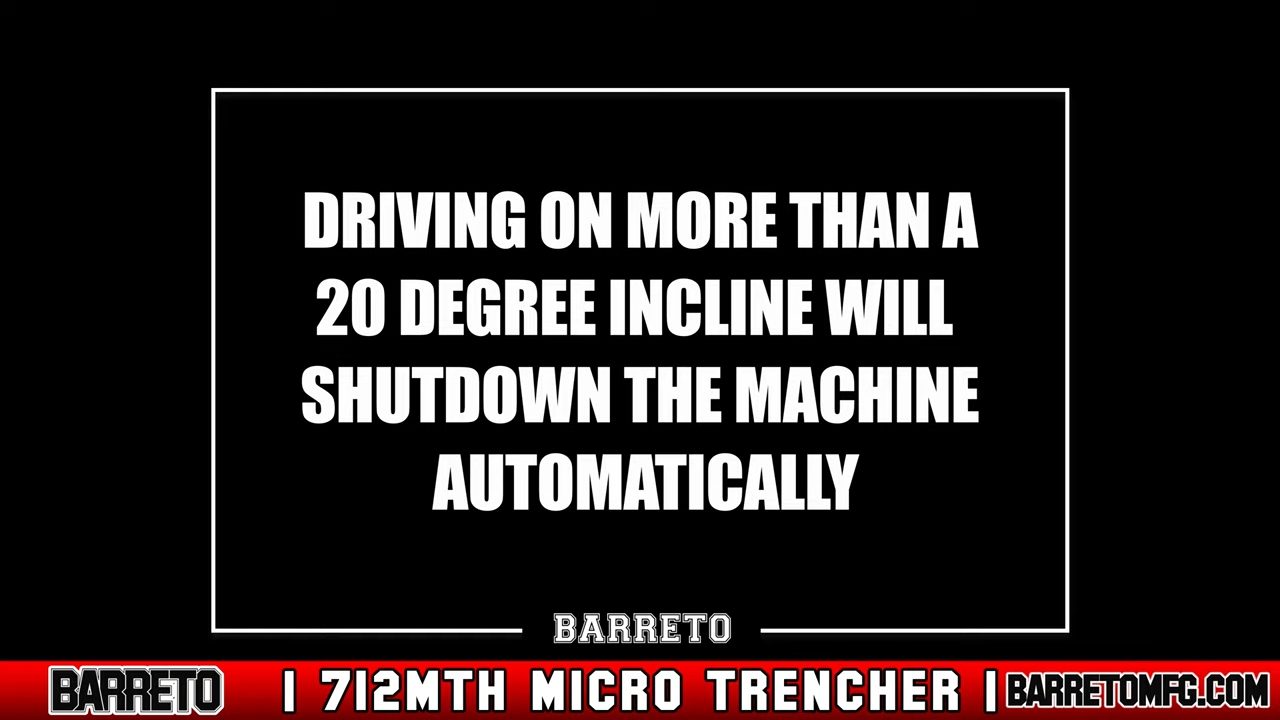 DRIVING ON MORE THAN A
20 DEGREE INCLINE WILL
SHUTDOWN THE MACHINE
AUTOMATICALLY
BARRETO
BARRETO | 712MTH MICRO TRENCHER | BARRETOMFG.COM